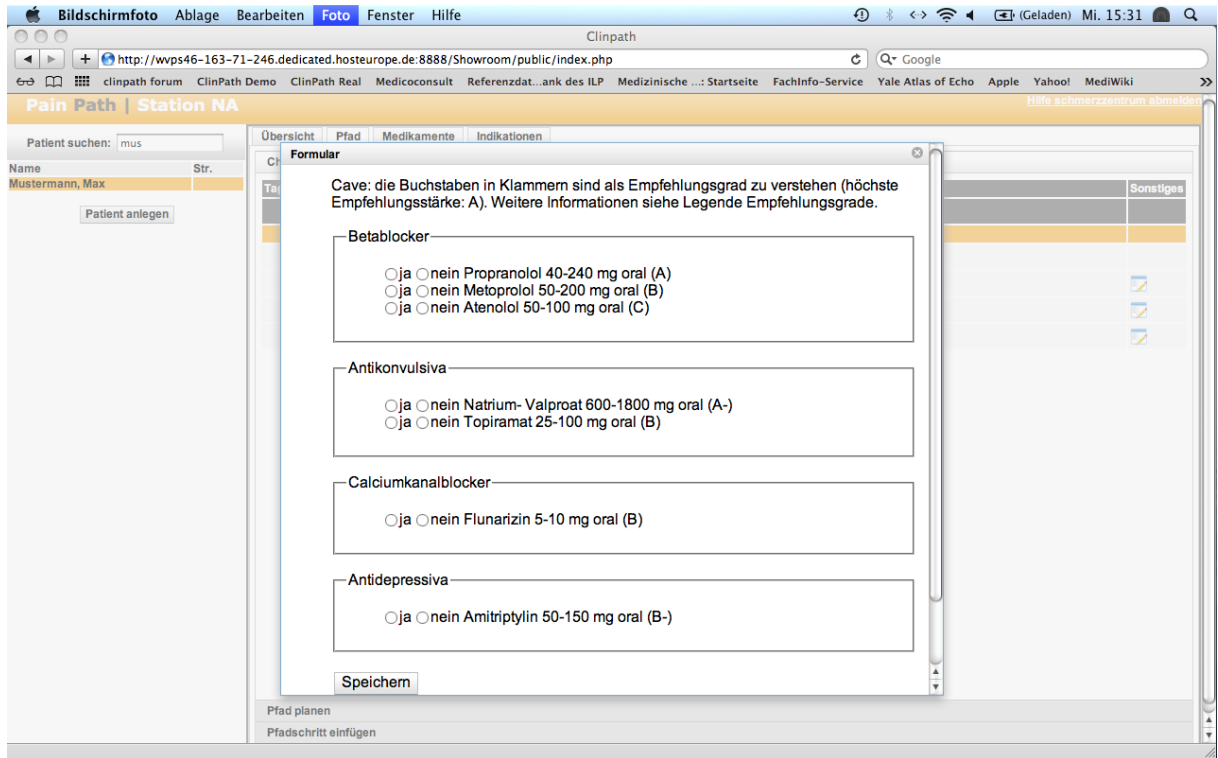 Bildschirmfoto Ablage Bearbeiten Foto Fenster Hilfe (Geladen) Mi. 15:31
Clinpath
http://wvps46-163-71-246.dedicated.hosteurope.de:8888/Showroom/public/index.php Google
clinpath forum ClinPath Demo ClinPath Real Medicoconsult Referenzdat...ank des ILP Medizinische ...: Startseite FachInfo-Service Yale Atlas of Echo Apple Yahoo! MediWiki
Pain Path | Station NA
Hilfe schmerzzentrum abmelden
Patient suchen: mus
Name Str.
Mustermann, Max
Patient anlegen
Übersicht Pfad Medikamente Indikationen
Sonstiges
Formular
Cave: die Buchstaben in Klammern sind als Empfehlungsgrad zu verstehen (höchste
Empfehlungsstärke: A). Weitere Informationen siehe Legende Empfehlungsgrade.
Betablocker
ja nein Propranolol 40-240 mg oral (A)
ja nein Metoprolol 50-200 mg oral (B)
ja nein Atenolol 50-100 mg oral (C)
Antikonvulsiva
ja nein Natrium- Valproat 600-1800 mg oral (A-)
ja nein Topiramat 25-100 mg oral (B)
Calciumkanalblocker
ja nein Flunarizin 5-10 mg oral (B)
Antidepressiva
ja nein Amitriptylin 50-150 mg oral (B-)
Speichern
Pfad planen
Pfadschritt einfügen